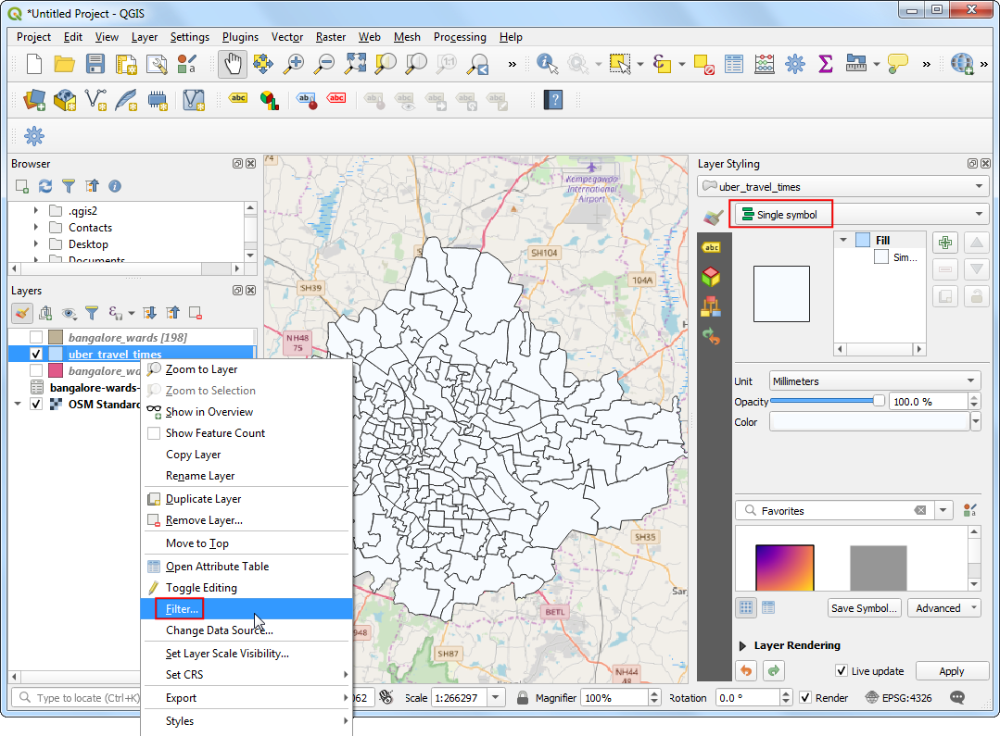 *Untitled Project - QGIS
Project Edit View Layer Settings Plugins Vector Raster Web Mesh Processing Help
Browser
.qgis2
Contacts
Desktop
Documents
Layers
bangalore_wards [198]
uber_travel_times
bangalore_wa
bangalore-wards-
OSM Standard
Zoom to Layer
Zoom to Selection
Show in Overview
Show Feature Count
Copy Layer
Rename Layer
Duplicate Layer
Remove Layer...
Move to Top
Open Attribute Table
Toggle Editing
Filter...
Change Data Source...
Set Layer Scale Visibility...
Set CRS
Export
Styles
74
Kempegowda
International
Airport
SH104
104A
SH39
NH48
75
SH35
Sar
BETL
948
SH87
NH44
48
Layer Styling
uber_travel_times
Single symbol
Fill
Sim...
Unit Millimeters
Opacity 100.0 %
Color
Favorites
Save Symbol... Advanced
Layer Rendering
Live update Apply
Type to locate (Ctrl+K) 062 Scale 1:266297 Magnifier 100% Rotation 0.0 ° Render EPSG:4326